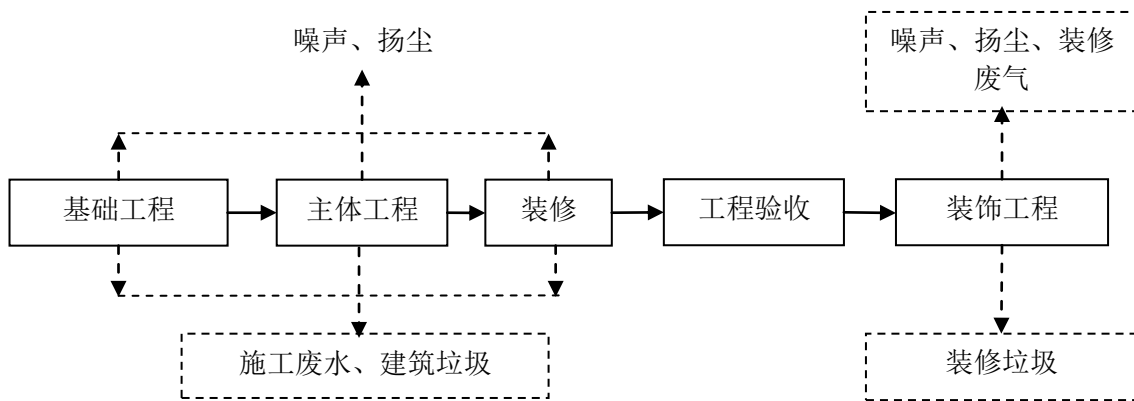 噪声、扬尘
噪声、扬尘、装修
废气
基础工程
主体工程
装修
工程验收
装饰工程
施工废水、建筑垃圾
装修垃圾